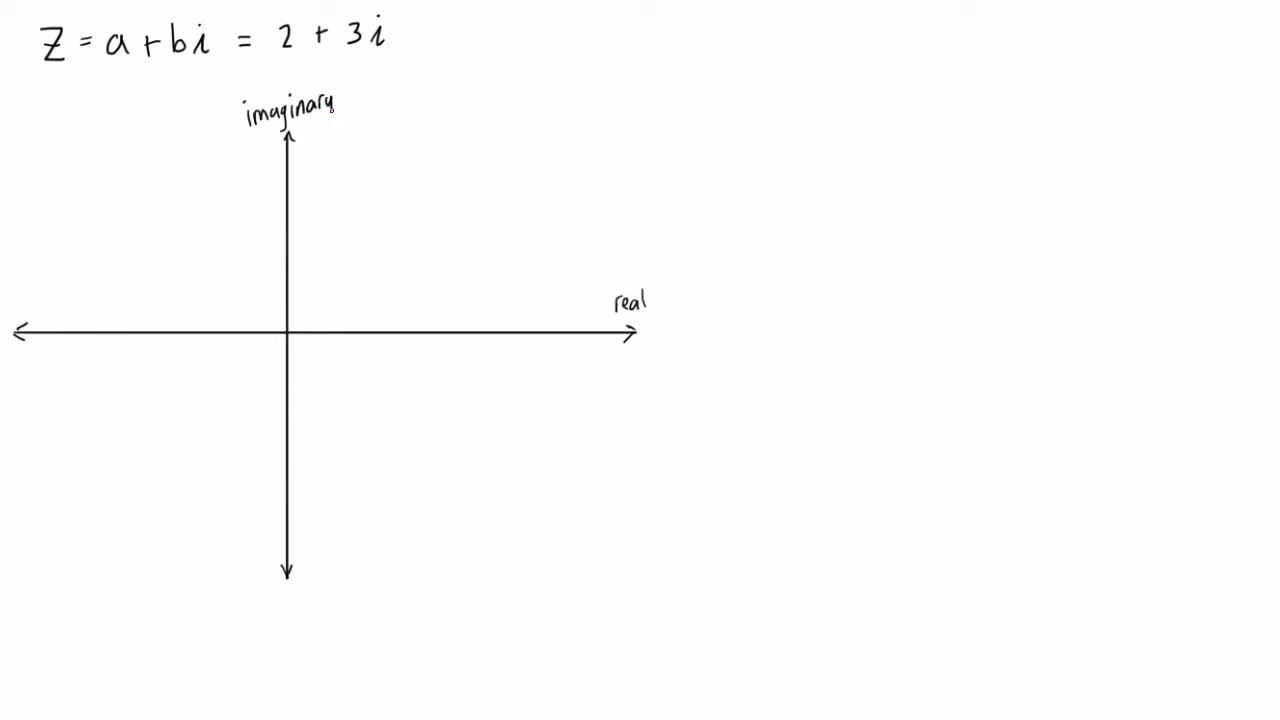 Z = a + bi = 2 + 3i
imaginary
real